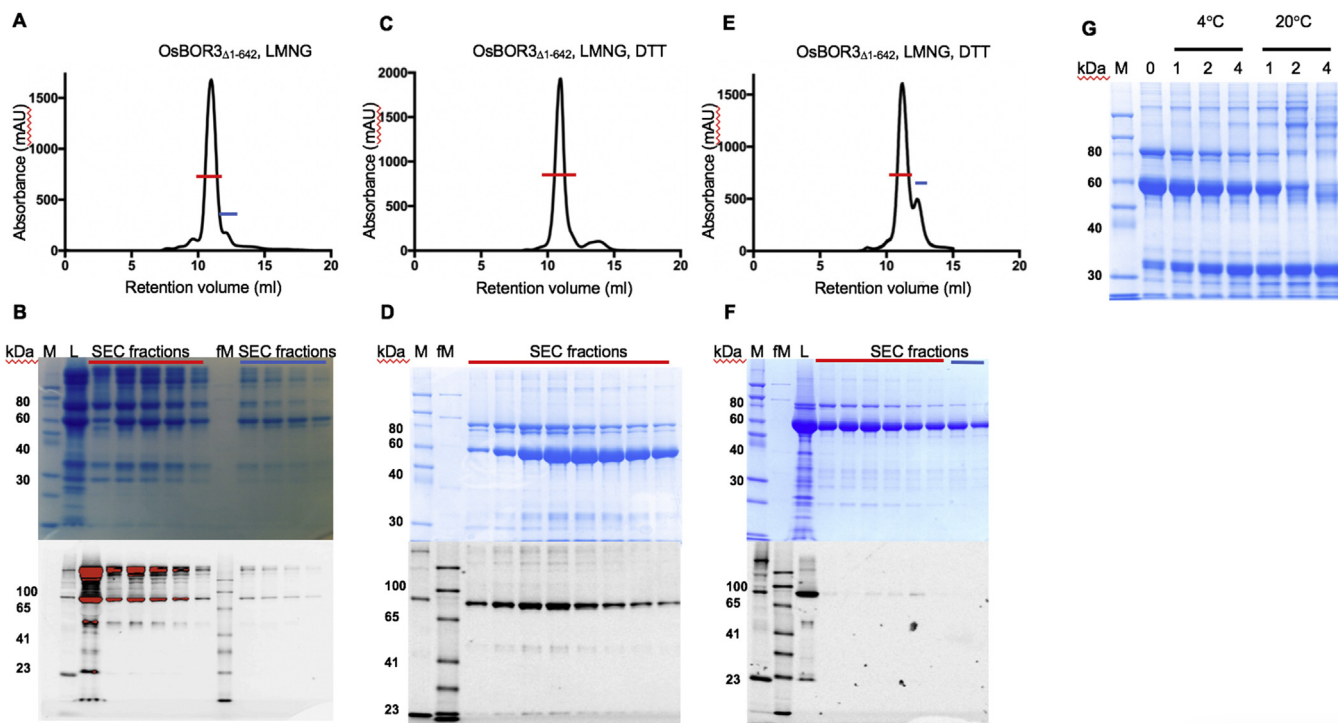 A
OsBOR3Δ1-642, LMNG
Absorbance (mAU)
1500
1000
500
0
0 5 10 15 20
Retention volume (ml)
C
OsBOR3Δ1-642, LMNG, DTT
Absorbance (mAU)
2000
1500
1000
500
0
0 5 10 15 20
Retention volume (ml)
E
OsBOR3Δ1-642, LMNG, DTT
Absorbance (mAU)
1500
1000
500
0
0 5 10 15 20
Retention volume (ml)
G
4°C 20°C
kDa M 0 1 2 4 1 2 4
80
60
40
30
B
kDa M L SEC fractions fM SEC fractions
80
60
40
30
100
65
41
23
D
kDa M fM SEC fractions
80
60
40
30
100
65
41
23
F
kDa M fM L SEC fractions
80
60
40
30
100
65
41
23